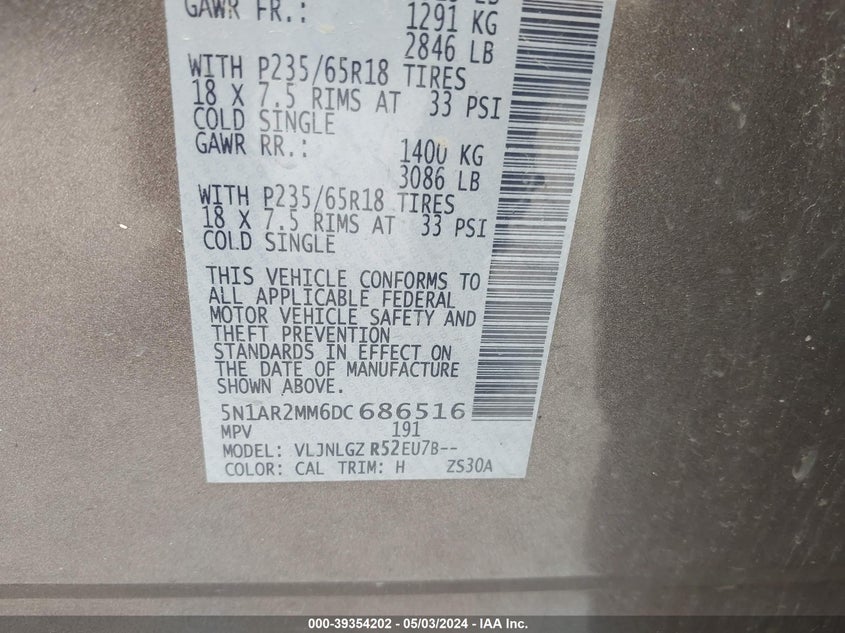 GAWR FR.: 1291 KG
2846 LB
WITH P235/65R18 TIRES
18 X 7.5 RIMS AT 33 PSI
COLD SINGLE
GAWR RR.: 1400 KG
3086 LB
WITH P235/65R18 TIRES
18 X 7.5 RIMS AT 33 PSI
COLD SINGLE
THIS VEHICLE CONFORMS TO
ALL APPLICABLE FEDERAL
MOTOR VEHICLE SAFETY AND
THEFT PREVENTION
STANDARDS IN EFFECT ON
THE DATE OF MANUFACTURE
SHOWN ABOVE.
5N1AR2MM6DC686516
MPV 191
MODEL: VLJNLGZ R52EU7B--
COLOR: CAL TRIM: H ZS30A
000-39354202 - 05/03/2024 - IAA Inc.